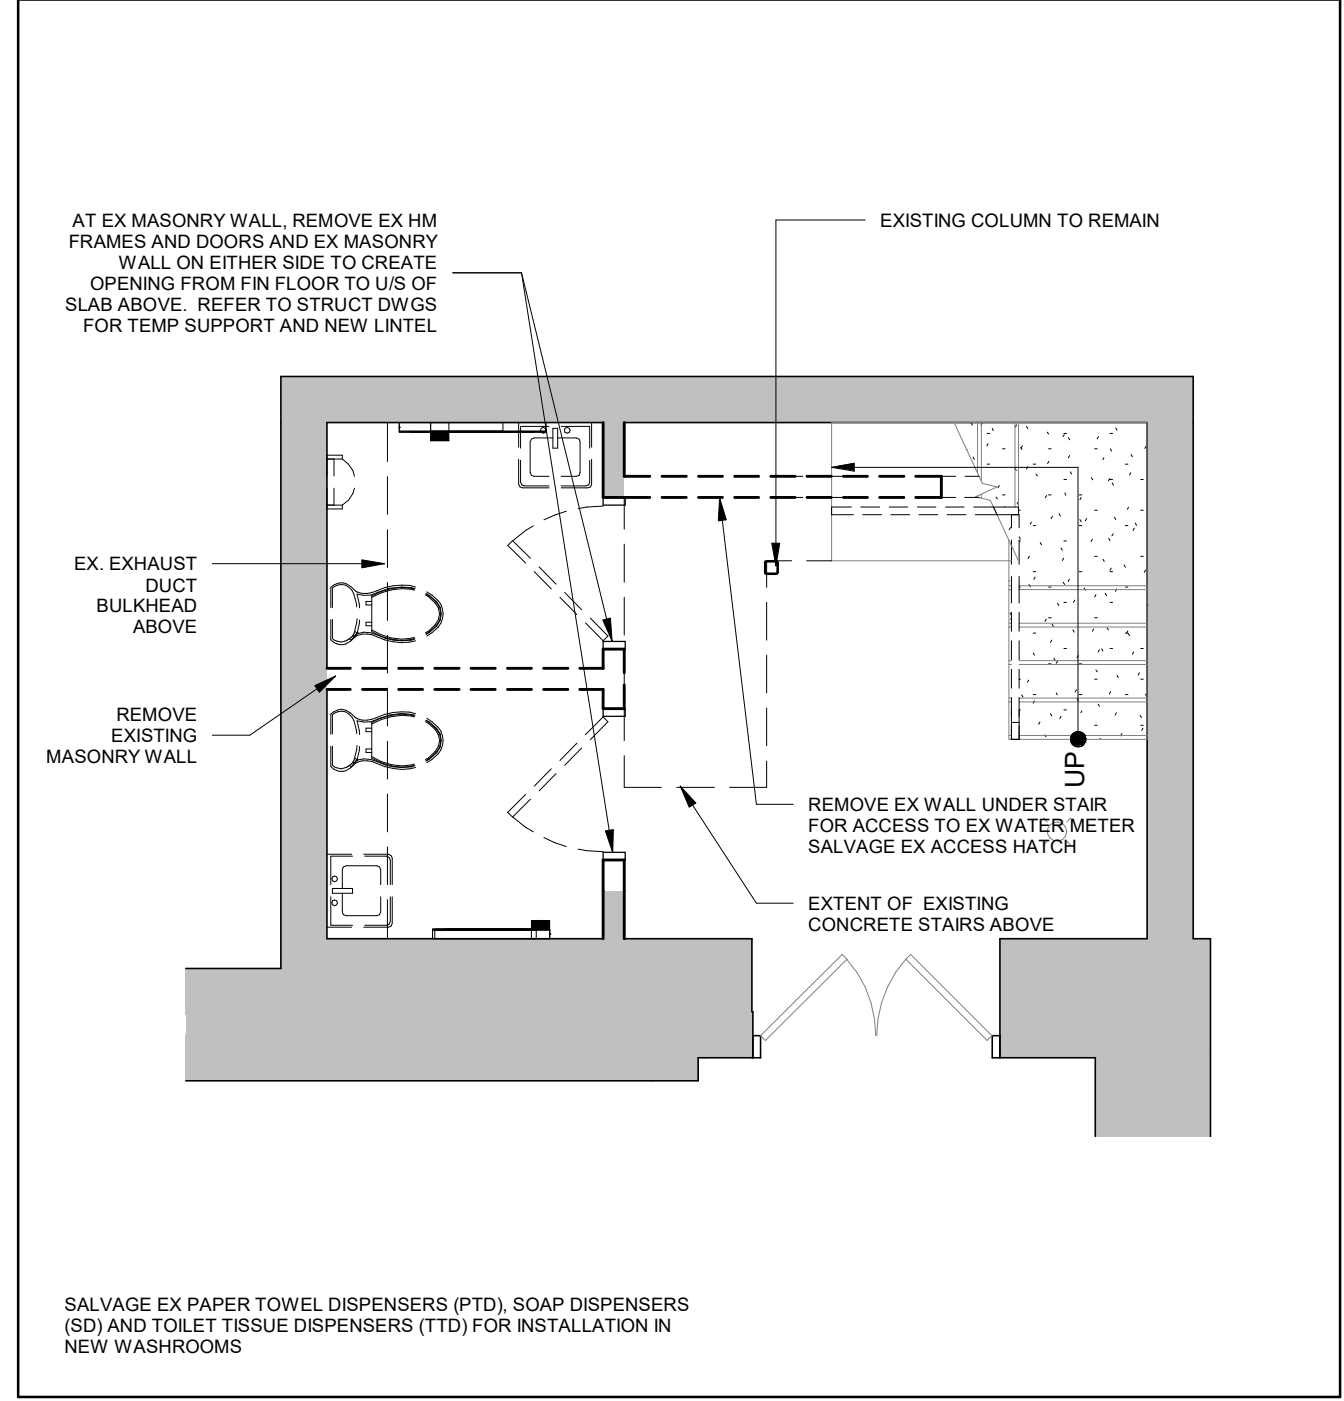 AT EX MASONRY WALL, REMOVE EX HM
FRAMES AND DOORS AND EX MASONRY
WALL ON EITHER SIDE TO CREATE
OPENING FROM FIN FLOOR TO U/S OF
SLAB ABOVE.  REFER TO STRUCT DWGS
FOR TEMP SUPPORT AND NEW LINTEL
EXISTING COLUMN TO REMAIN
EX. EXHAUST
DUCT
BULKHEAD
ABOVE
REMOVE
EXISTING
MASONRY WALL
UP
REMOVE EX WALL UNDER STAIR
FOR ACCESS TO EX WATER METER
SALVAGE EX ACCESS HATCH
EXTENT OF  EXISTING
CONCRETE STAIRS ABOVE
SALVAGE EX PAPER TOWEL DISPENSERS (PTD), SOAP DISPENSERS
(SD) AND TOILET TISSUE DISPENSERS (TTD) FOR INSTALLATION IN
NEW WASHROOMS